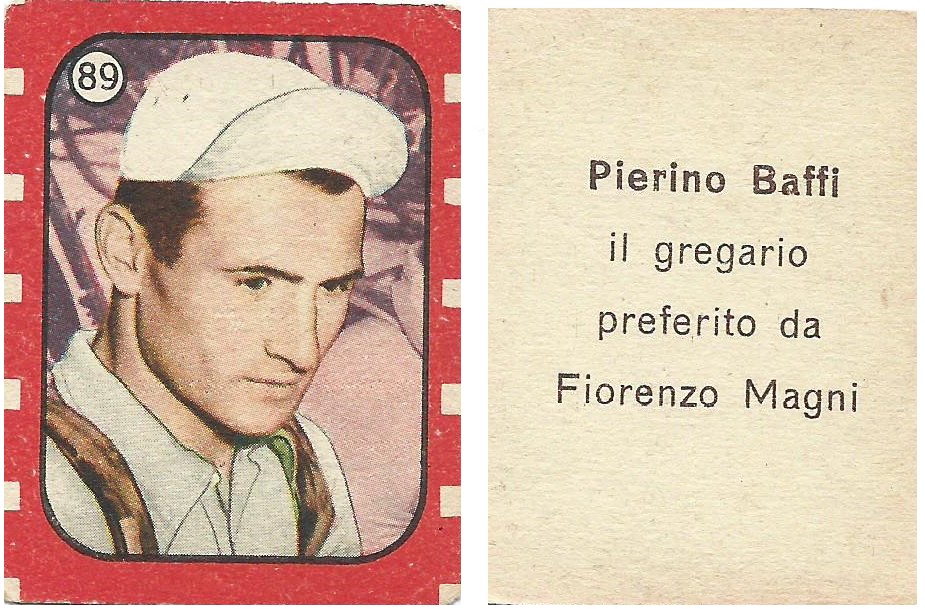 89
Pierino Baffi
il gregario
preferito da
Fiorenzo Magni